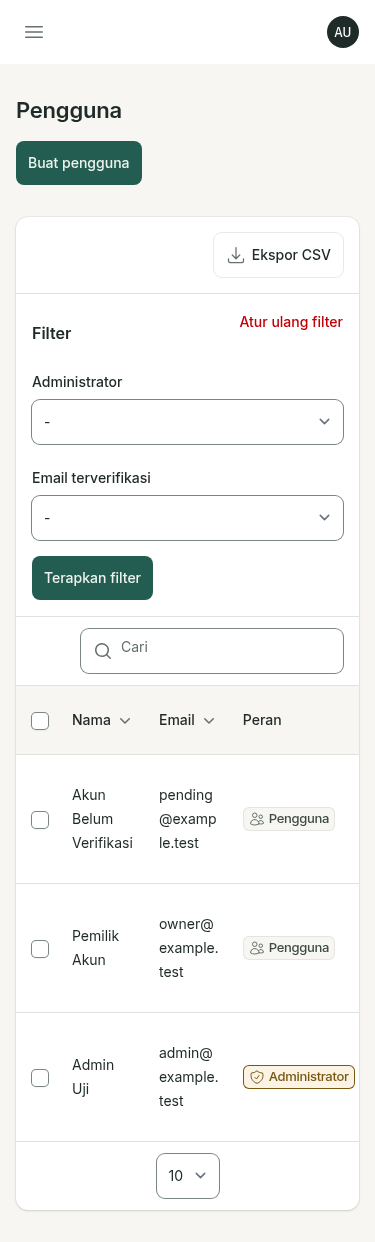 AU
Pengguna
Buat pengguna
Ekspor CSV
Filter
Atur ulang filter
Administrator
-
Email terverifikasi
-
Terapkan filter
Cari
Nama Email Peran
Akun
Belum
Verifikasi
pending
@examp
le.test
Pengguna
Pemilik
Akun
owner@
example.
test
Pengguna
Admin
Uji
admin@
example.
test
Administrator
10